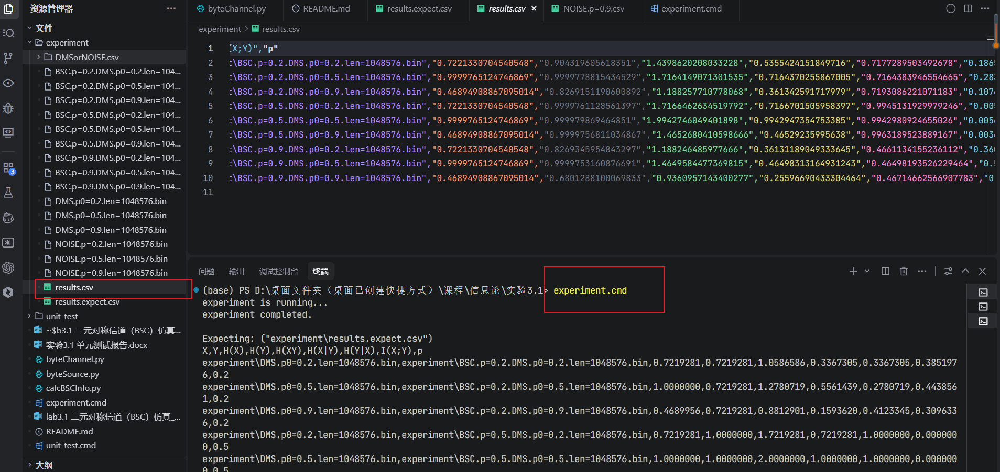 资源管理器
文件
experiment
DMSorNOISE.csv
BSC.p=0.2.DMS.p0=0.2.len=104...
BSC.p=0.2.DMS.p0=0.5.len=104...
BSC.p=0.2.DMS.p0=0.9.len=104...
BSC.p=0.5.DMS.p0=0.2.len=104...
BSC.p=0.5.DMS.p0=0.5.len=104...
BSC.p=0.5.DMS.p0=0.9.len=104...
BSC.p=0.9.DMS.p0=0.2.len=104...
BSC.p=0.9.DMS.p0=0.5.len=104...
BSC.p=0.9.DMS.p0=0.9.len=104...
DMS.p0=0.2.len=1048576.bin
DMS.p0=0.5.len=1048576.bin
DMS.p0=0.9.len=1048576.bin
NOISE.p=0.2.len=1048576.bin
NOISE.p=0.5.len=1048576.bin
NOISE.p=0.9.len=1048576.bin
results.csv
results.expect.csv
unit-test
~$b3.1 二元对称信道（BSC）仿真...
实验3.1 单元测试报告.docx
byteChannel.py
byteSource.py
calcBSCInfo.py
experiment.cmd
lab3.1 二元对称信道（BSC）仿真_...
README.md
unit-test.cmd
大纲
3
byteChannel.py
README.md
results.expect.csv
results.csv
NOISE.p=0.9.csv
experiment.cmd
experiment > results.csv
1 (X;Y)","p"
2 t\BSC.p=0.2.DMS.p0=0.2.len=1048576.bin","0.7221330704540548","0.904319605618351","1.4398620208033228","0.5355424151849716","0.7177289503492678","0.186
3 t\BSC.p=0.2.DMS.p0=0.5.len=1048576.bin","0.9999765124746869","0.9999778815434529","1.7164149071301535","0.7164370255867005","0.7164383946554665","0.283
4 t\BSC.p=0.2.DMS.p0=0.9.len=1048576.bin","0.46894908867095014","0.8269151190600892","1.188257710778068","0.361342591717979","0.7193086221071183","0.107
5 t\BSC.p=0.5.DMS.p0=0.2.len=1048576.bin","0.7221330704540548","0.9999761128561397","1.7166462634519792","0.7166701505958397","0.9945131929979246","0.005
6 t\BSC.p=0.5.DMS.p0=0.5.len=1048576.bin","0.9999765124746869","0.999979869464851","1.9942746049401898","0.9942947354753385","0.9942980924655026","0.005
7 t\BSC.p=0.5.DMS.p0=0.9.len=1048576.bin","0.46894908867095014","0.9999756811034867","1.4652680410598666","0.46529235995638","0.9963189523889167","0.003
8 t\BSC.p=0.9.DMS.p0=0.2.len=1048576.bin","0.7221330704540548","0.8269345954843297","1.188246485977666","0.36131189049333645","0.4661134155236112","0.36
9 t\BSC.p=0.9.DMS.p0=0.5.len=1048576.bin","0.9999765124746869","0.9999753160876691","1.4649584477369815","0.46498313164931243","0.46498193526229464","0.
10 t\BSC.p=0.9.DMS.p0=0.9.len=1048576.bin","0.46894908867095014","0.6801288100069833","0.9360957143400277","0.25596690433304464","0.46714662566907783","0
11
问题 输出 调试控制台 终端
(base) PS D:\桌面文件夹（桌面已创建快捷方式）\课程\信息论\实验3.1> experiment.cmd
experiment is running...
experiment completed.
Expecting: ("experiment\results.expect.csv")
X,Y,H(X),H(Y),H(XY),H(X|Y),H(Y|X),I(X;Y),p
experiment\DMS.p0=0.2.len=1048576.bin,experiment\BSC.p=0.2.DMS.p0=0.2.len=1048576.bin,0.7219281,0.7219281,1.0586586,0.3367305,0.3367305,0.385197
6,0.2
experiment\DMS.p0=0.5.len=1048576.bin,experiment\BSC.p=0.2.DMS.p0=0.5.len=1048576.bin,1.0000000,0.7219281,1.2780719,0.5561439,0.2780719,0.443856
1,0.2
experiment\DMS.p0=0.9.len=1048576.bin,experiment\BSC.p=0.2.DMS.p0=0.9.len=1048576.bin,0.4689956,0.7219281,0.8812901,0.1593620,0.4123345,0.309633
6,0.2
experiment\DMS.p0=0.2.len=1048576.bin,experiment\BSC.p=0.5.DMS.p0=0.2.len=1048576.bin,0.7219281,1.0000000,1.7219281,0.7219281,1.0000000,0.000000
0,0.5
experiment\DMS.p0=0.5.len=1048576.bin,experiment\BSC.p=0.5.DMS.p0=0.5.len=1048576.bin,1.0000000,1.0000000,2.0000000,1.0000000,1.0000000,0.000000
0,0.5